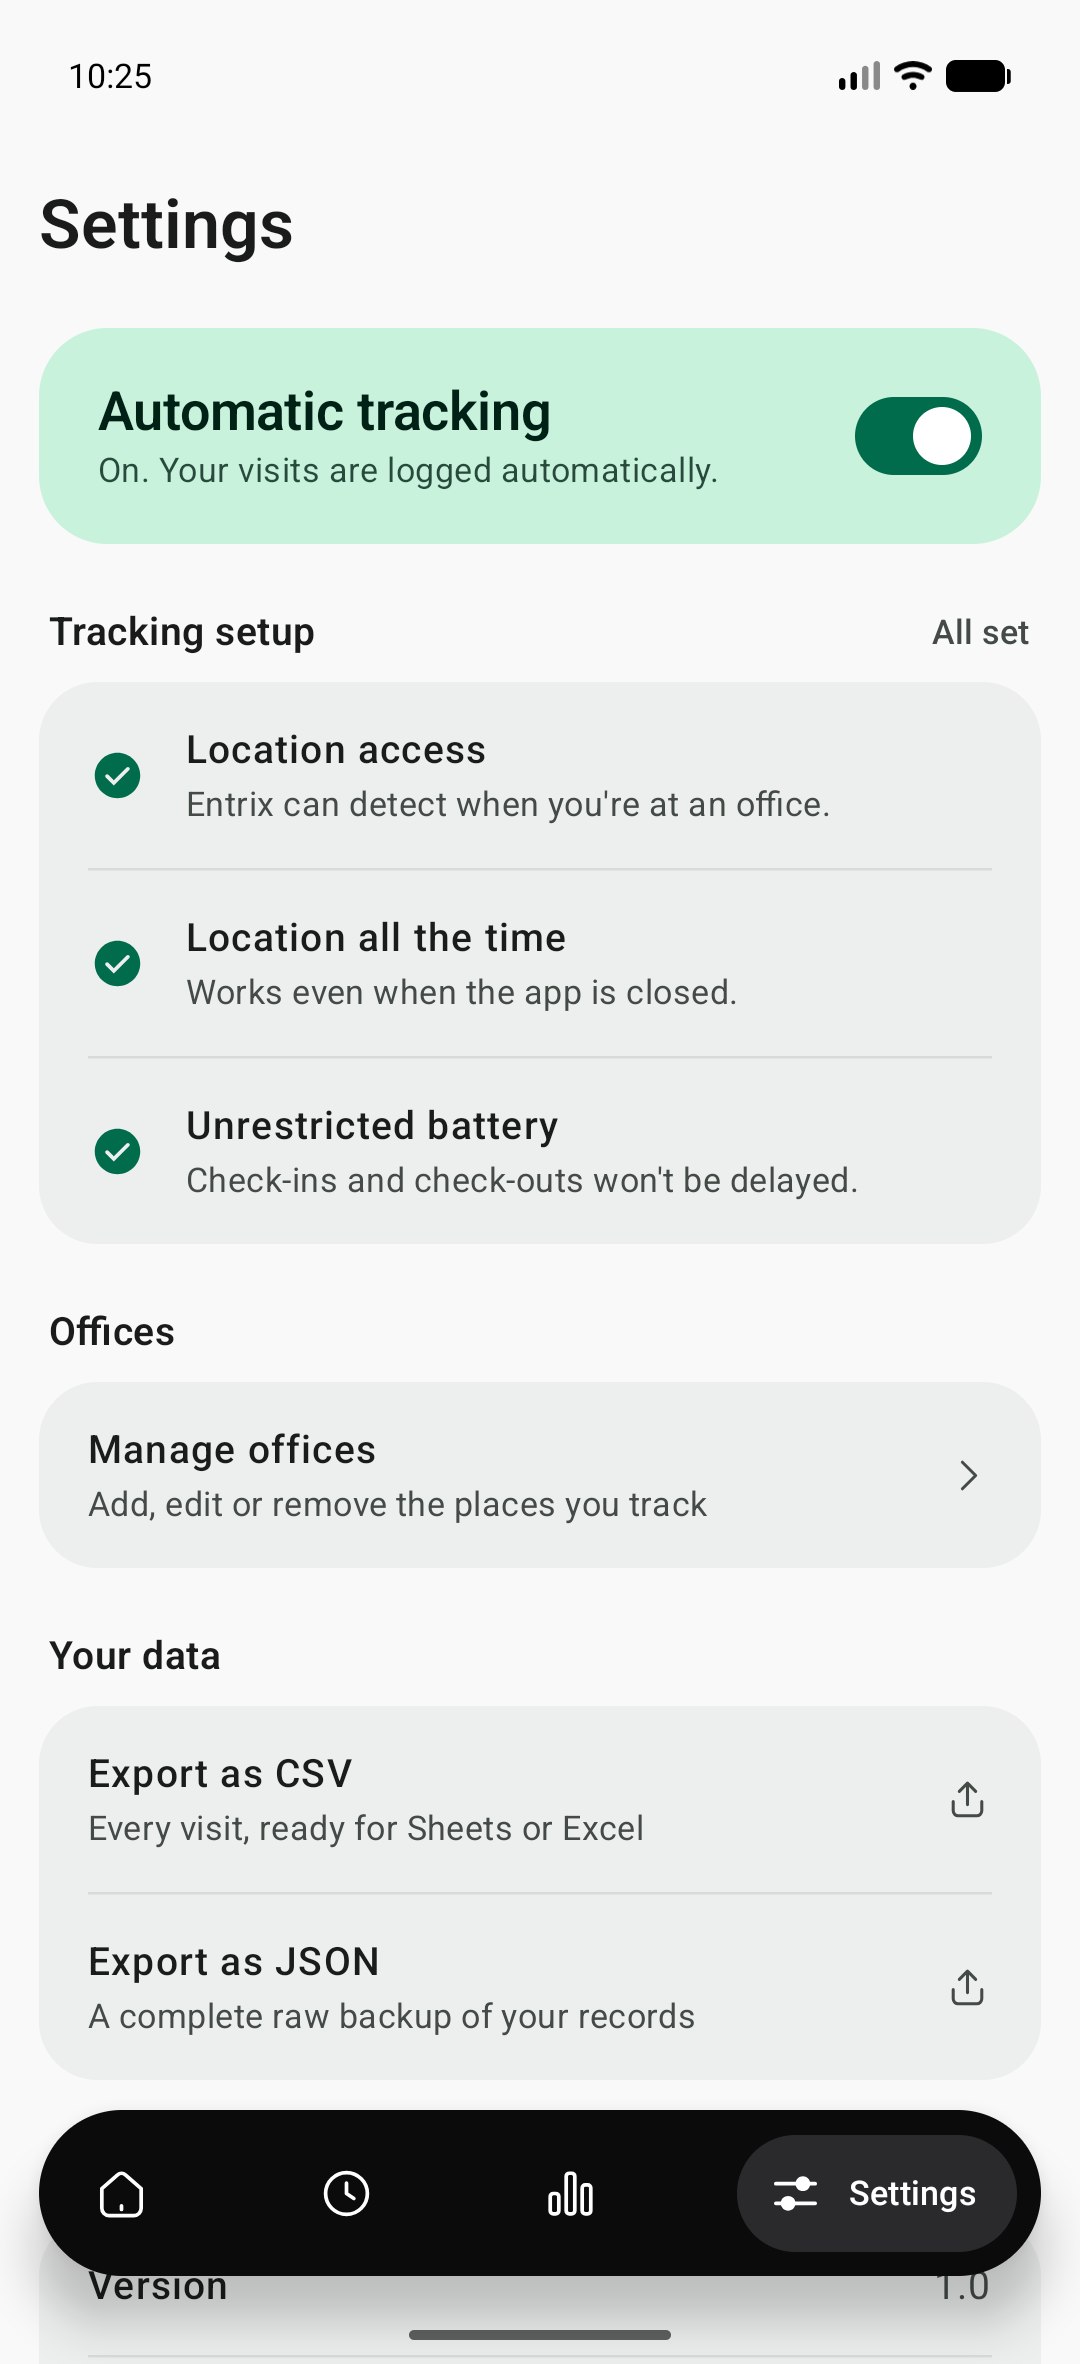 10:25
Settings
Automatic tracking
On. Your visits are logged automatically.
Tracking setup
All set
Location access
Entrix can detect when you're at an office.
Location all the time
Works even when the app is closed.
Unrestricted battery
Check-ins and check-outs won't be delayed.
Offices
Manage offices
Add, edit or remove the places you track
Your data
Export as CSV
Every visit, ready for Sheets or Excel
Export as JSON
A complete raw backup of your records
Settings
Version
1.0